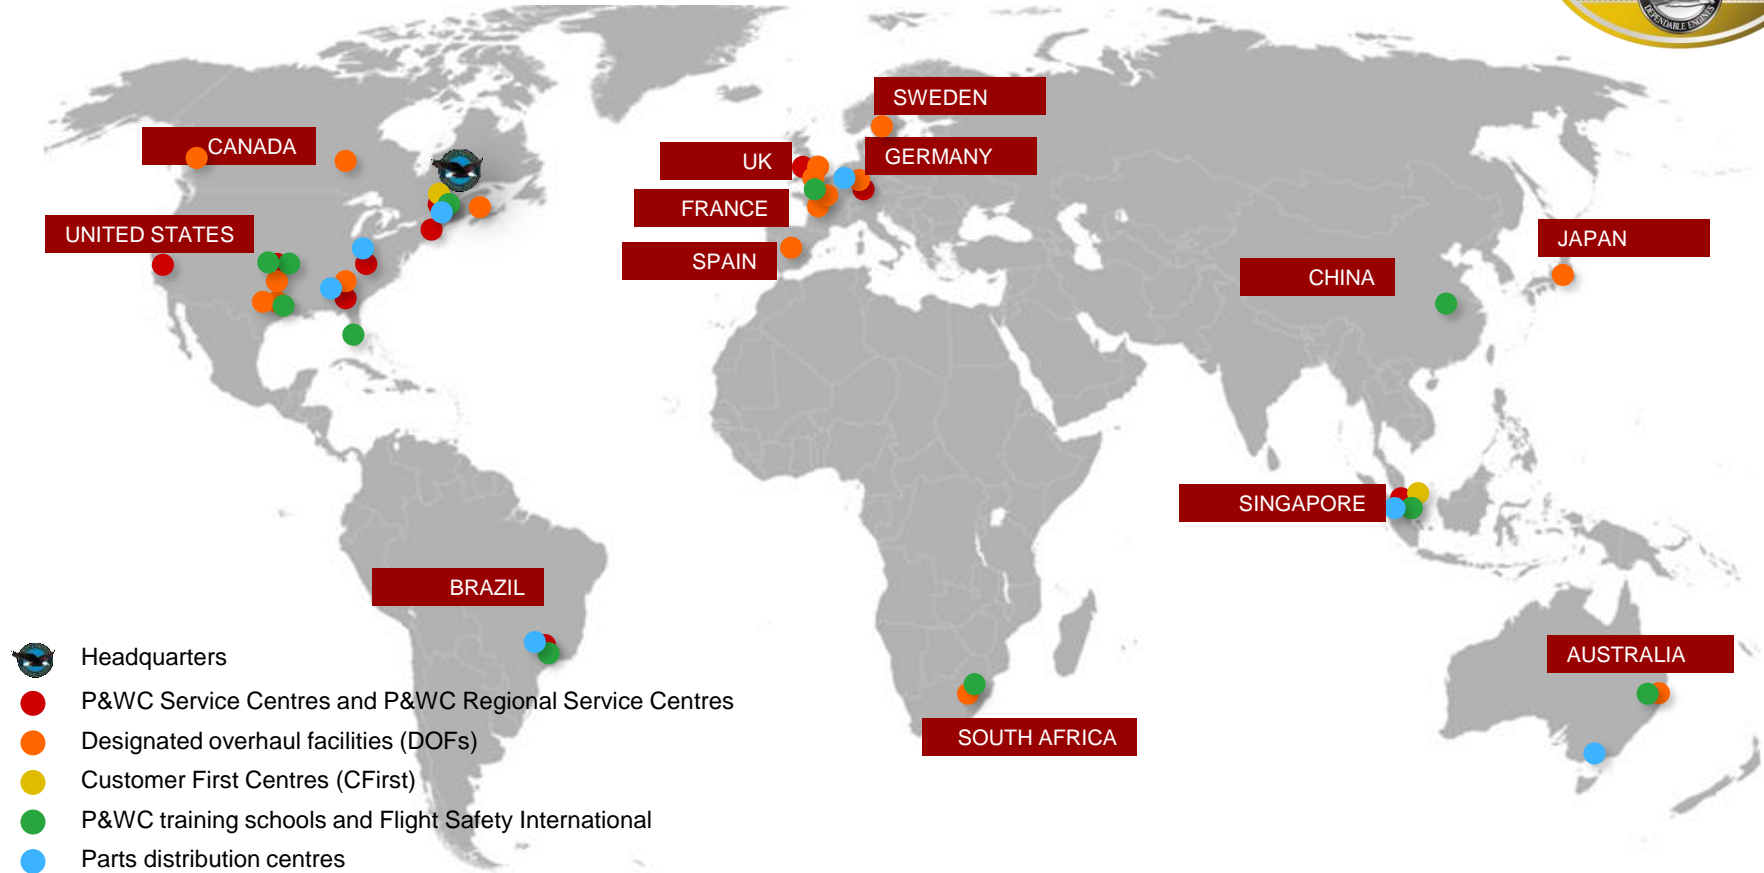 DEPENDABLE ENGINES
SWEDEN
CANADA
UK
GERMANY
FRANCE
UNITED STATES
SPAIN
JAPAN
CHINA
SINGAPORE
BRAZIL
AUSTRALIA
SOUTH AFRICA
Headquarters
P&WC Service Centres and P&WC Regional Service Centres
Designated overhaul facilities (DOFs)
Customer First Centres (CFirst)
P&WC training schools and Flight Safety International
Parts distribution centres